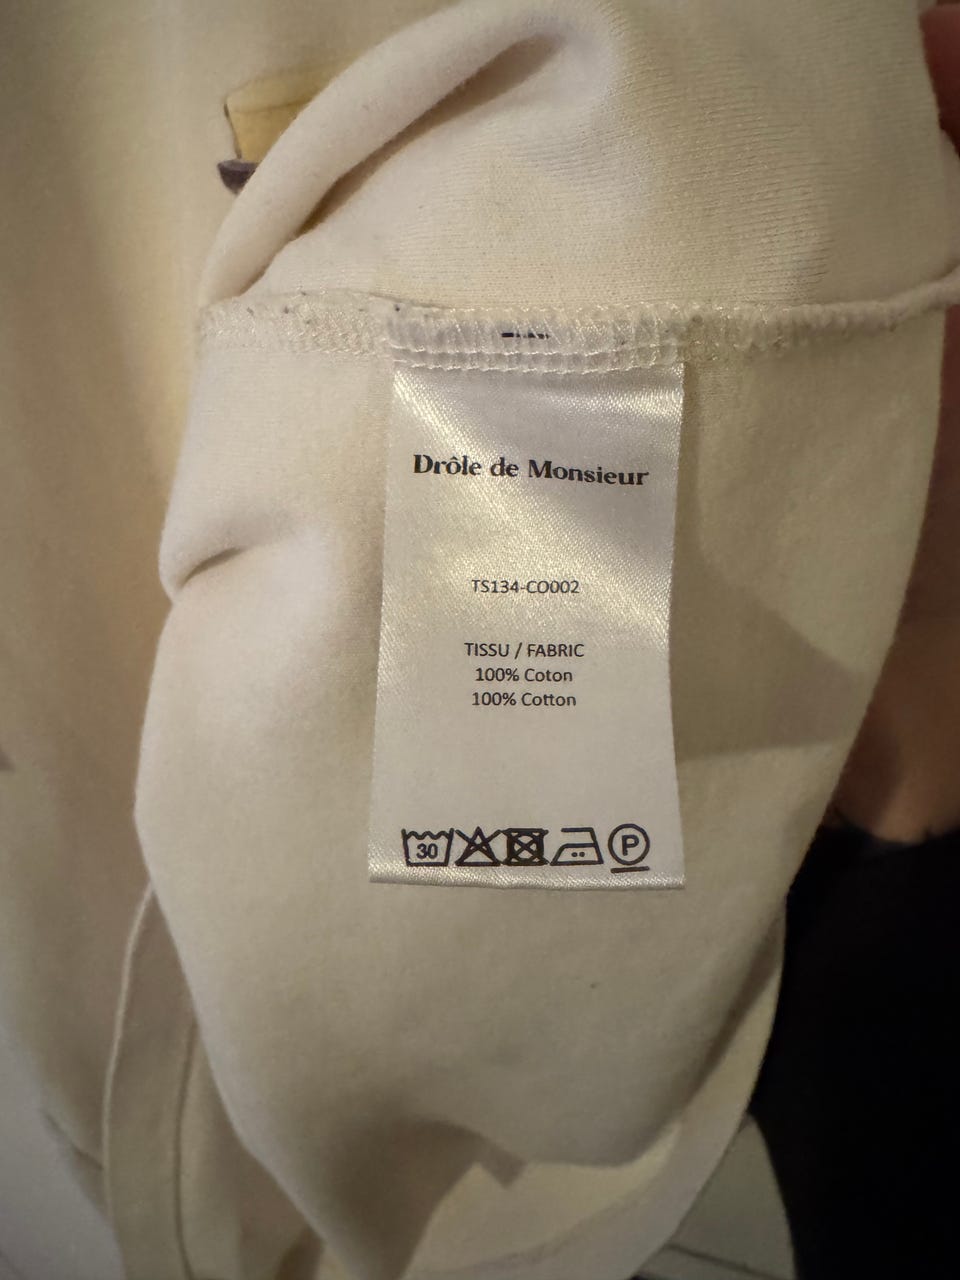 Drôle de Monsieur
TS134-CO002
TISSU / FABRIC
100% Coton
100% Cotton
30
P